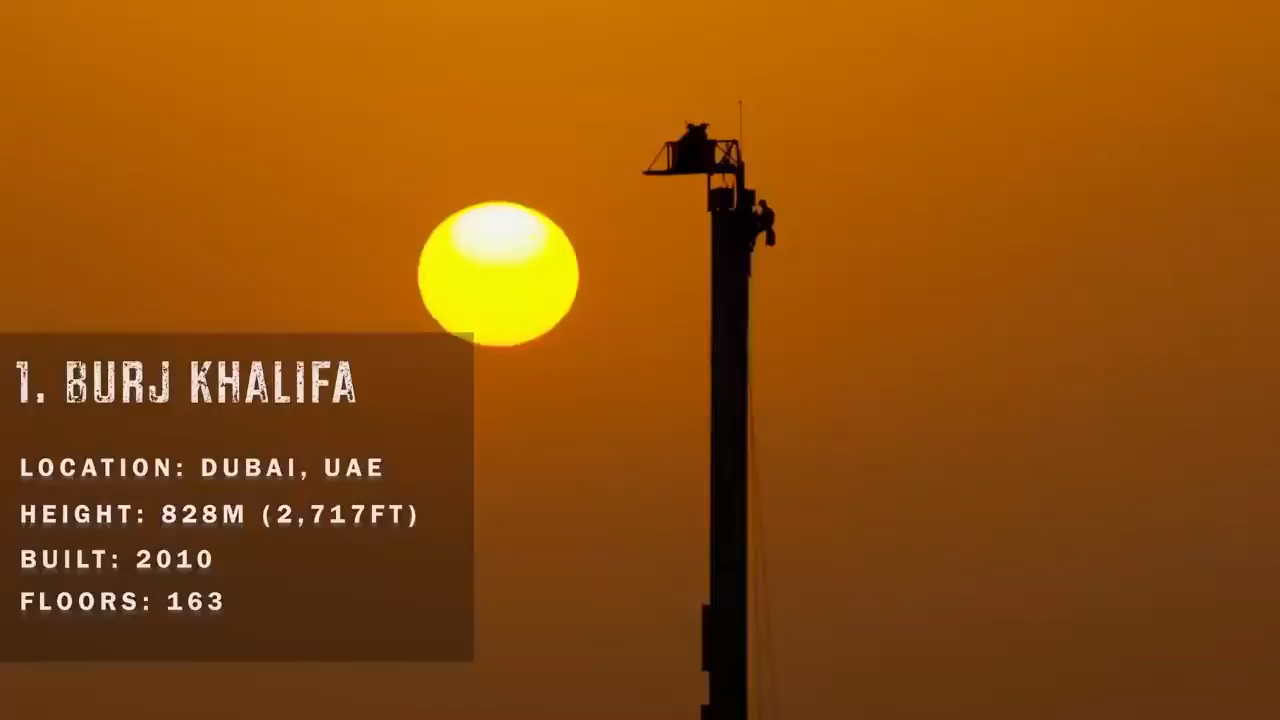 1. BURJ KHALIFA
LOCATION: DUBAI, UAE
HEIGHT: 828M (2,717FT)
BUILT: 2010
FLOORS: 163